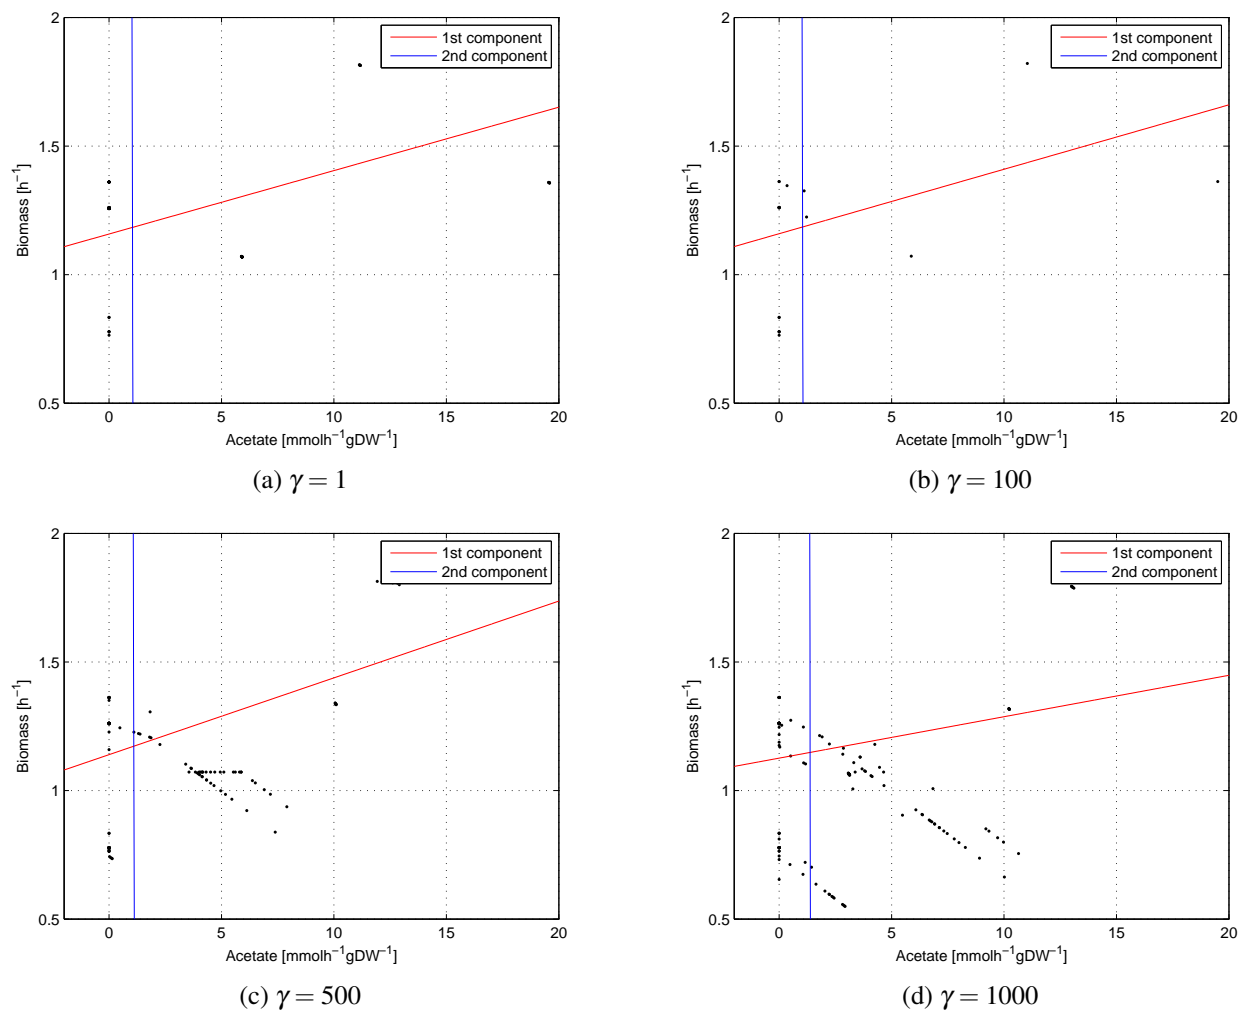 2
1.5
1
0.5
Biomass [h⁻¹]
1st component
2nd component
0 5 10 15 20
Acetate [mmolh⁻¹gDW⁻¹]
(a) γ = 1
2
1.5
1
0.5
Biomass [h⁻¹]
1st component
2nd component
0 5 10 15 20
Acetate [mmolh⁻¹gDW⁻¹]
(b) γ = 100
2
1.5
1
0.5
Biomass [h⁻¹]
1st component
2nd component
0 5 10 15 20
Acetate [mmolh⁻¹gDW⁻¹]
(c) γ = 500
2
1.5
1
0.5
Biomass [h⁻¹]
1st component
2nd component
0 5 10 15 20
Acetate [mmolh⁻¹gDW⁻¹]
(d) γ = 1000